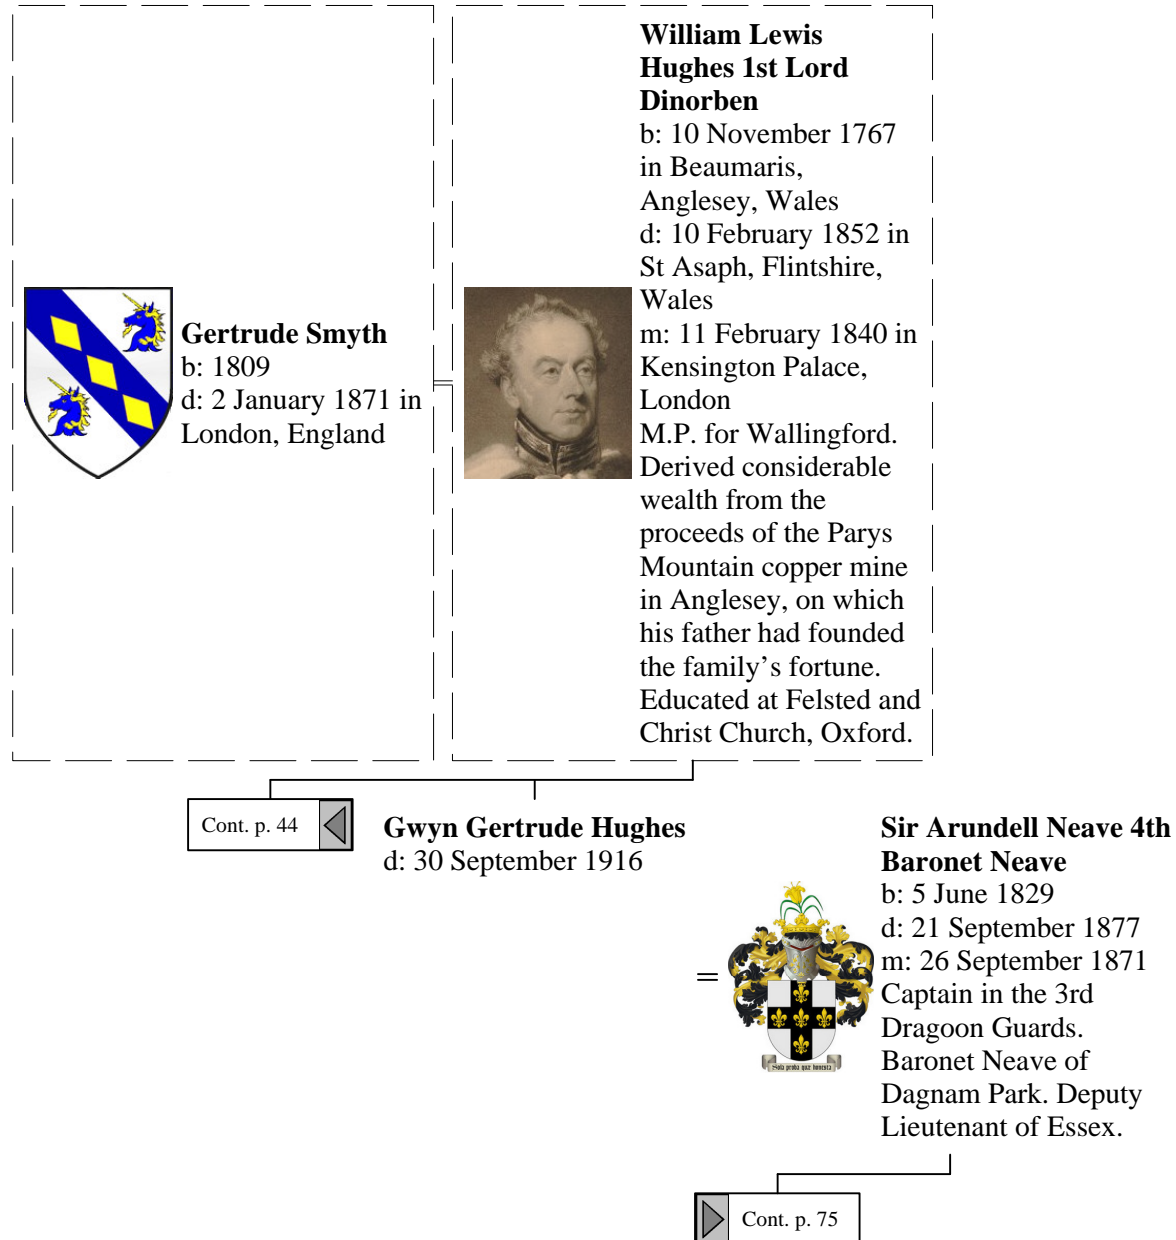 William Lewis
Hughes 1st Lord
Dinorben
b: 10 November 1767
in Beaumaris,
Anglesey, Wales
d: 10 February 1852 in
St Asaph, Flintshire,
Wales
m: 11 February 1840 in
Kensington Palace,
London
M.P. for Wallingford.
Derived considerable
wealth from the
proceeds of the Parys
Mountain copper mine
in Anglesey, on which
his father had founded
the family’s fortune.
Educated at Felsted and
Christ Church, Oxford.
Gertrude Smyth
b: 1809
d: 2 January 1871 in
London, England
=
Cont. p. 44
Gwyn Gertrude Hughes
d: 30 September 1916
=
Sir Arundell Neave 4th
Baronet Neave
b: 5 June 1829
d: 21 September 1877
m: 26 September 1871
Captain in the 3rd
Dragoon Guards.
Baronet Neave of
Dagnam Park. Deputy
Lieutenant of Essex.
Sola proba quae honesta
Cont. p. 75